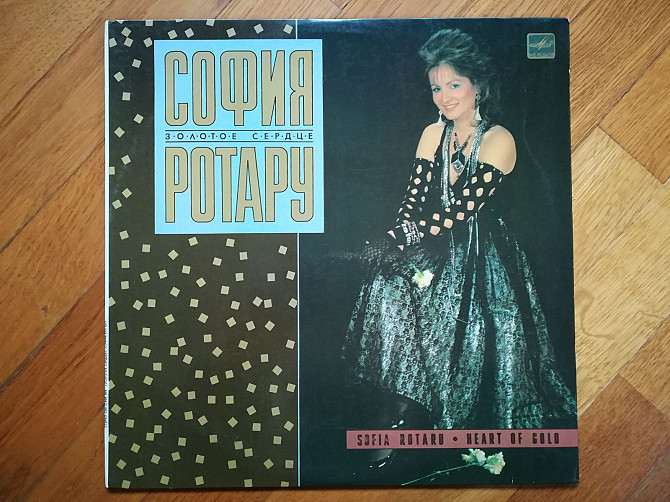 СОФИЯ
ЗОЛОТОЕ СЕРДЦЕ
РОТАРУ
SOFIA ROTARU • HEART OF GOLD